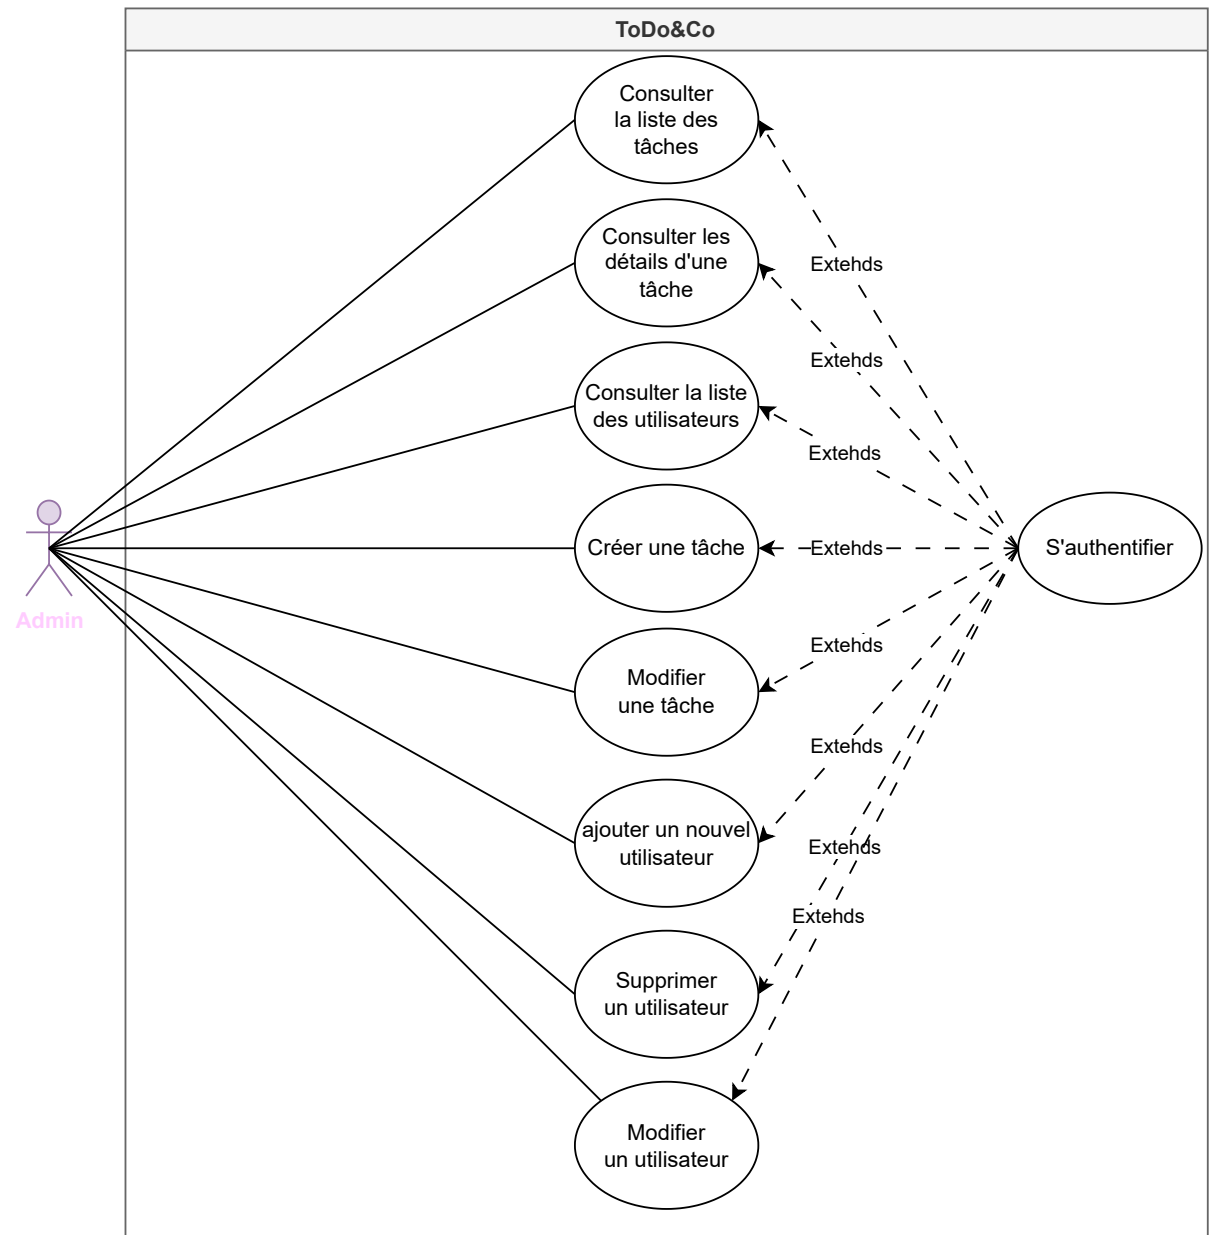 ToDo&Co
Consulter
la liste des
tâches
Extehds
Consulter les
détails d'une
tâche
Extehds
Consulter la liste
des utilisateurs
Extehds
Admin
Créer une tâche
Extehds
S'authentifier
Modifier
une tâche
Extehds
ajouter un nouvel
utilisateur
Extehds
Supprimer
un utilisateur
Extehds
Modifier
un utilisateur
Extehds